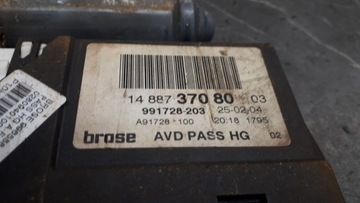 14 887 370 80 03
991728-203 25-02-04
A91728-100 20:18 1795
brose AVD PASS HG 02